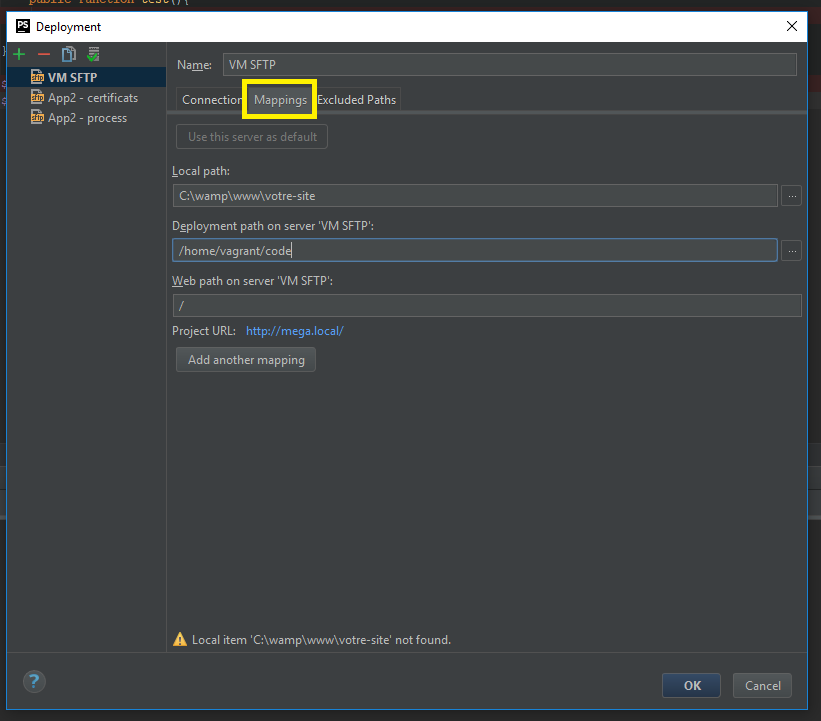 public function test(){
PS Deployment
Name: VM SFTP
VM SFTP
App2 - certificats
App2 - process
Connection Mappings Excluded Paths
Use this server as default
Local path:
C:\wamp\www\votre-site ...
Deployment path on server 'VM SFTP':
/home/vagrant/code ...
Web path on server 'VM SFTP':
/
Project URL: http://mega.local/
Add another mapping
Local item 'C:\wamp\www\votre-site' not found.
? OK Cancel